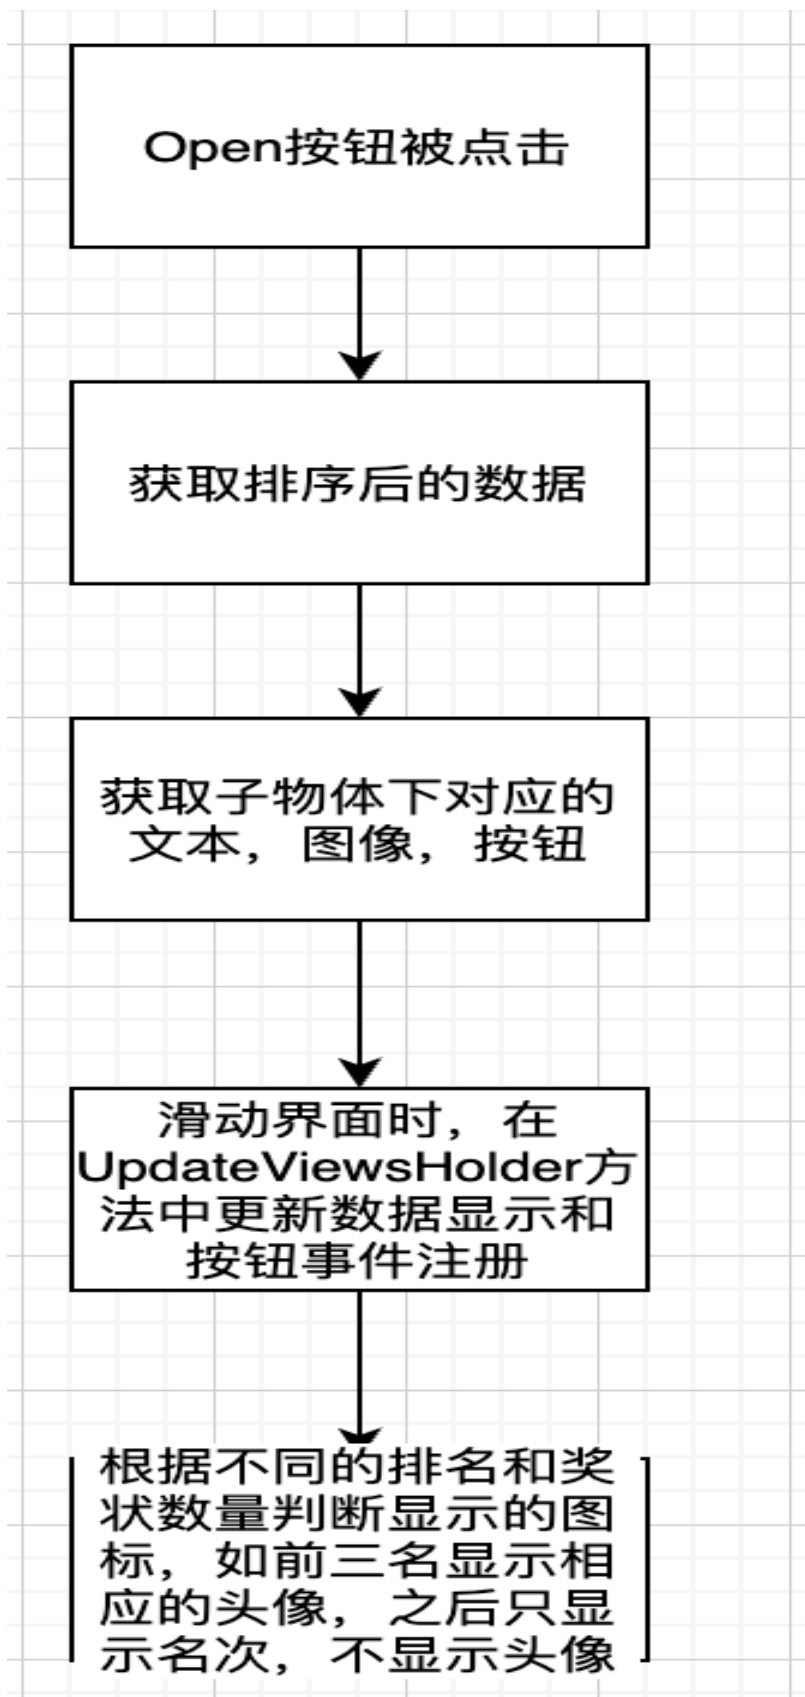 Open按钮被点击
获取排序后的数据
获取子物体下对应的
文本，图像，按钮
滑动界面时，在
UpdateViewsHolder方
法中更新数据显示和
按钮事件注册
根据不同的排名和奖
状数量判断显示的图
标，如前三名显示相
应的头像，之后只显
示名次，不显示头像